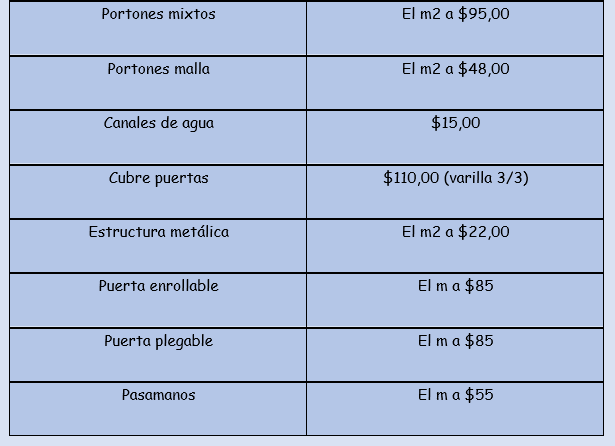 Portones mixtos El m2 a $95,00
Portones malla El m2 a $48,00
Canales de agua $15,00
Cubre puertas $110,00 (varilla 3/3)
Estructura metálica El m2 a $22,00
Puerta enrollable El m a $85
Puerta plegable El m a $85
Pasamanos El m a $55